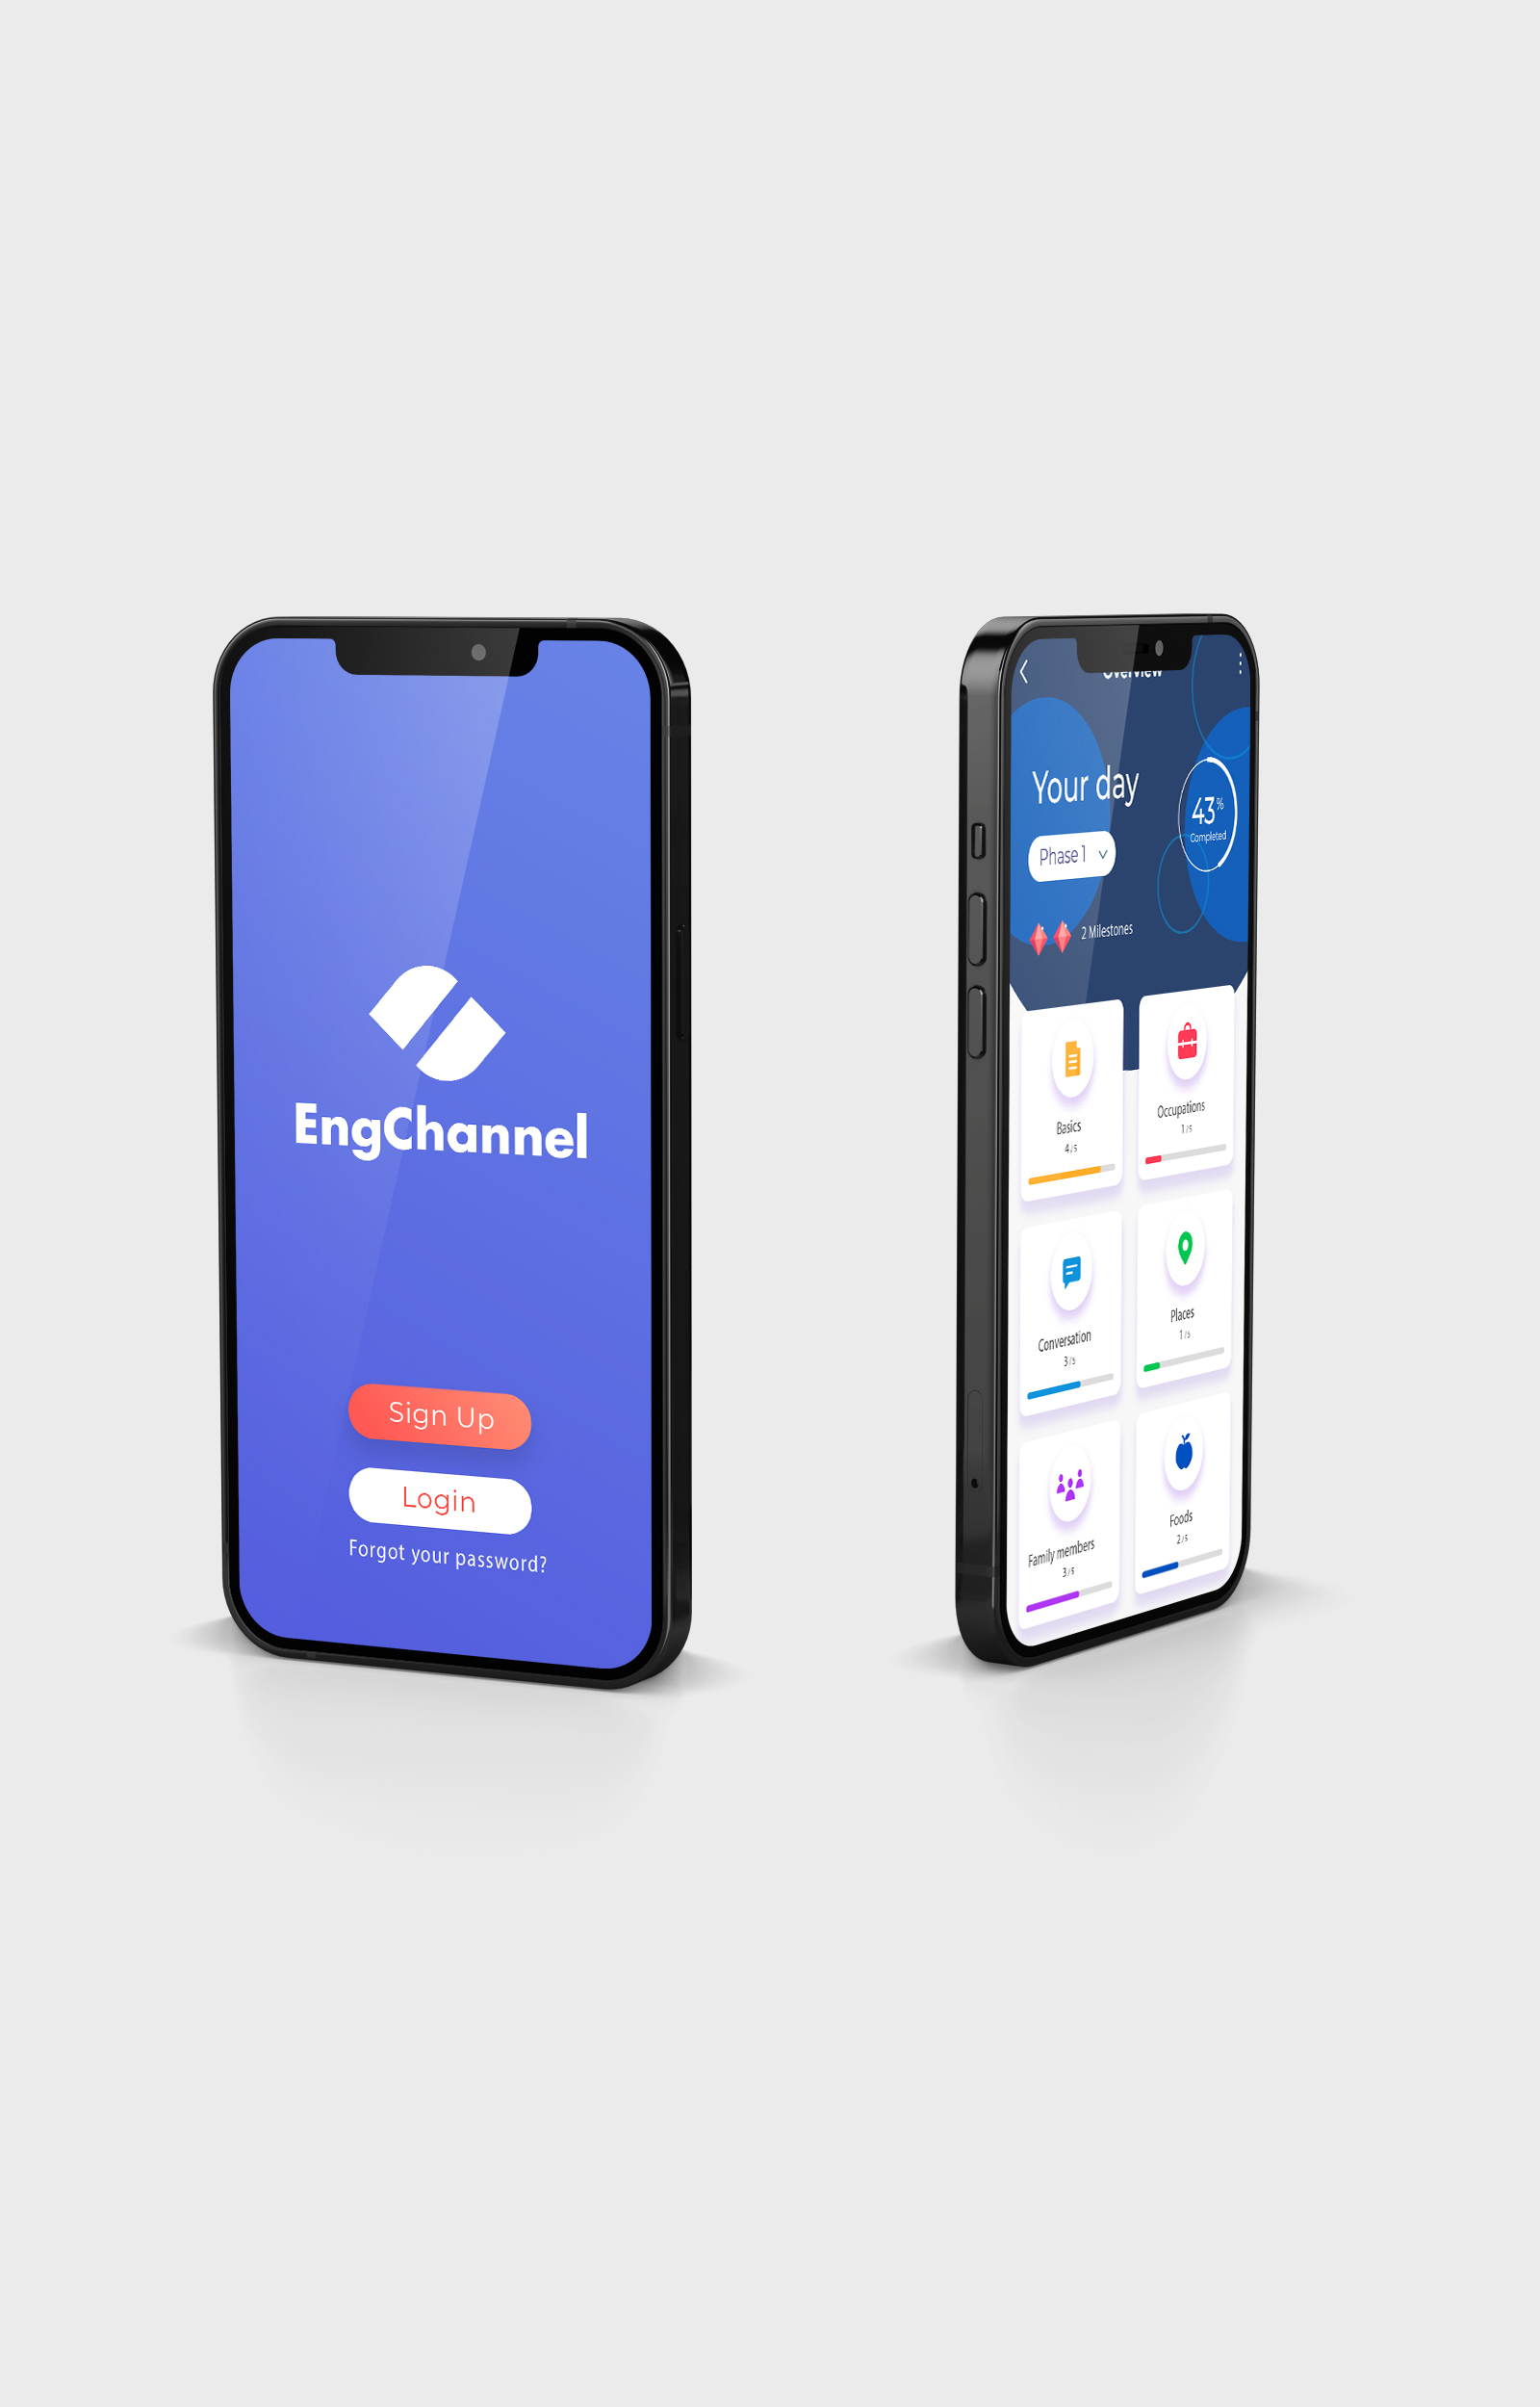 EngChannel
Sign Up
Login
Forgot your password?
Overview
Your day
43%
Completed
Phase 1
2 Milestones
Basics
4/5
Occupations
1/5
Conversation
3/5
Places
1/5
Family members
3/5
Foods
2/5